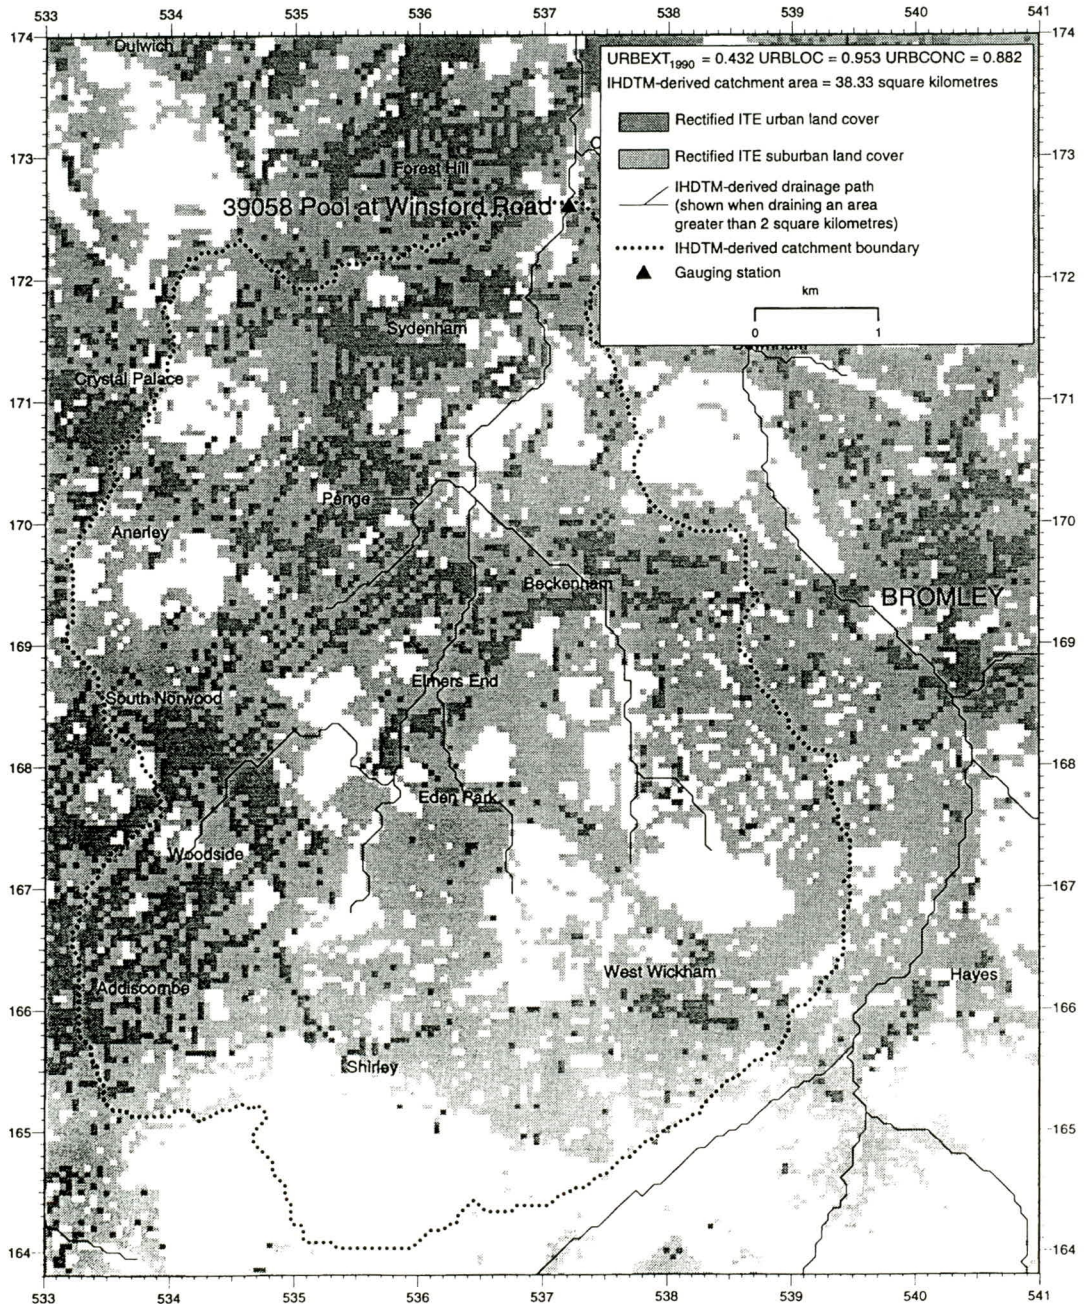 533 534 535 536 537 538 539 540 541
174 174
Dulwich
URBEXT1990 = 0.432 URBLOC = 0.953 URBCONC = 0.882
IHDTM-derived catchment area = 38.33 square kilometres
Rectified ITE urban land cover
Rectified ITE suburban land cover
IHDTM-derived drainage path
(shown when draining an area
greater than 2 square kilometres)
IHDTM-derived catchment boundary
Gauging station
km
0 1
173 173
Forest Hill
39058 Pool at Winsford Road
172 172
Sydenham
Crystal Palace
171 171
Penge
170 170
Anerley
Beckenham
BROMLEY
169 169
Elmers End
South Norwood
168 168
Eden Park
Woodside
167 167
West Wickham
Hayes
Addiscombe
166 166
Shirley
165 165
164 164
533 534 535 536 537 538 539 540 541